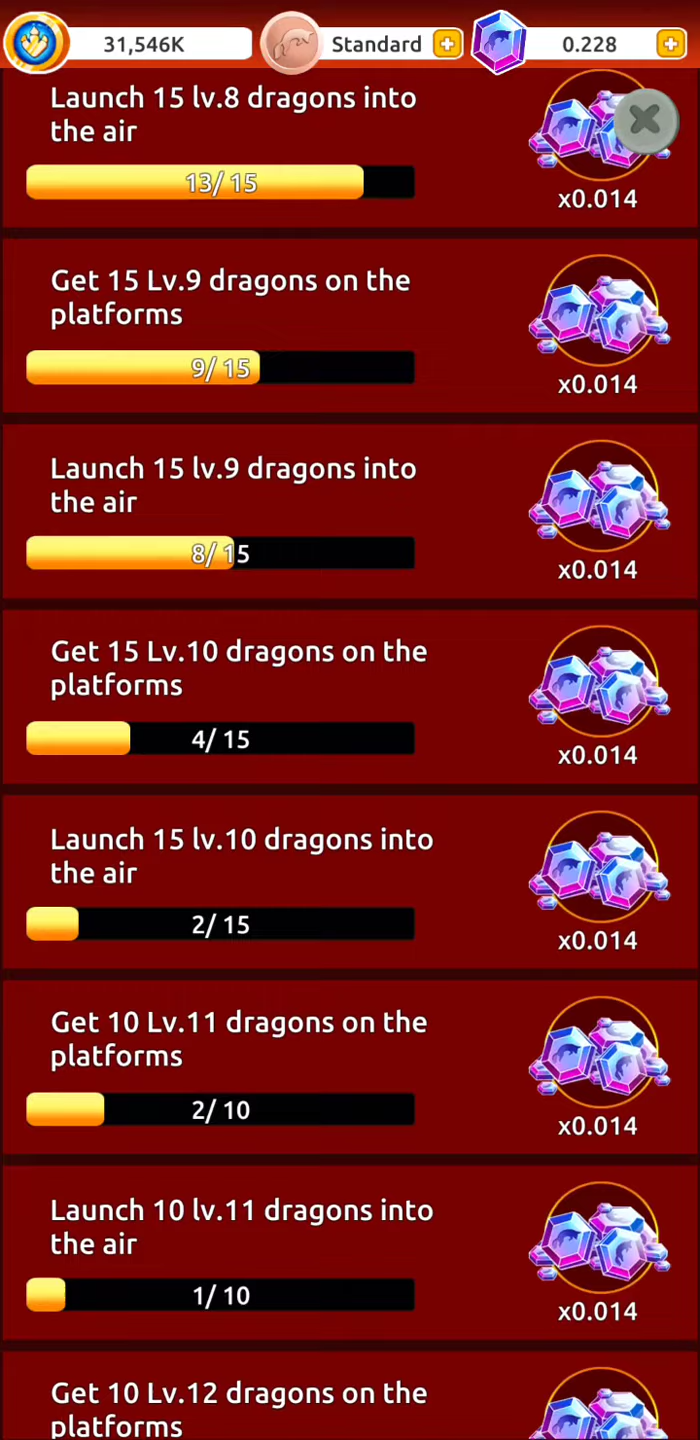 31,546K
Standard
0.228
Launch 15 lv.8 dragons into
the air
13/ 15
x0.014
Get 15 Lv.9 dragons on the
platforms
9/ 15
x0.014
Launch 15 lv.9 dragons into
the air
8/ 15
x0.014
Get 15 Lv.10 dragons on the
platforms
4/ 15
x0.014
Launch 15 lv.10 dragons into
the air
2/ 15
x0.014
Get 10 Lv.11 dragons on the
platforms
2/ 10
x0.014
Launch 10 lv.11 dragons into
the air
1/ 10
x0.014
Get 10 Lv.12 dragons on the
platforms